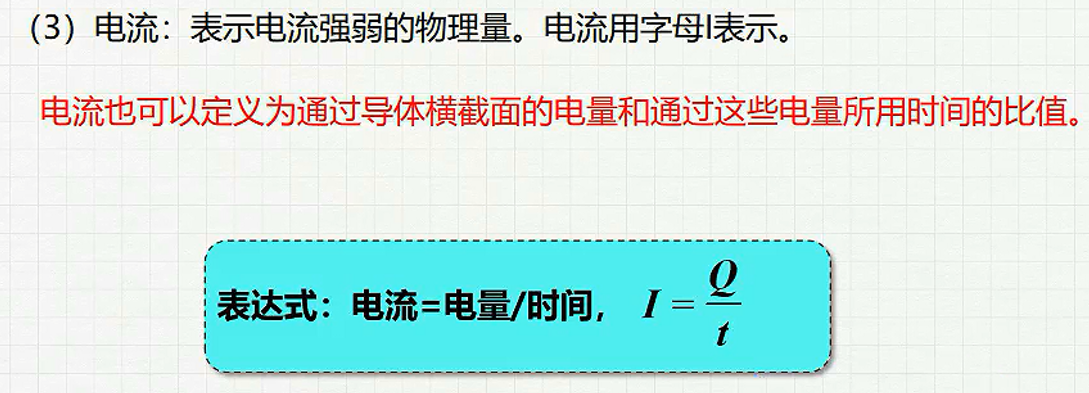 （3）电流：表示电流强弱的物理量。电流用字母I表示。
电流也可以定义为通过导体横截面的电量和通过这些电量所用时间的比值。
表达式：电流=电量/时间， I = Q/t